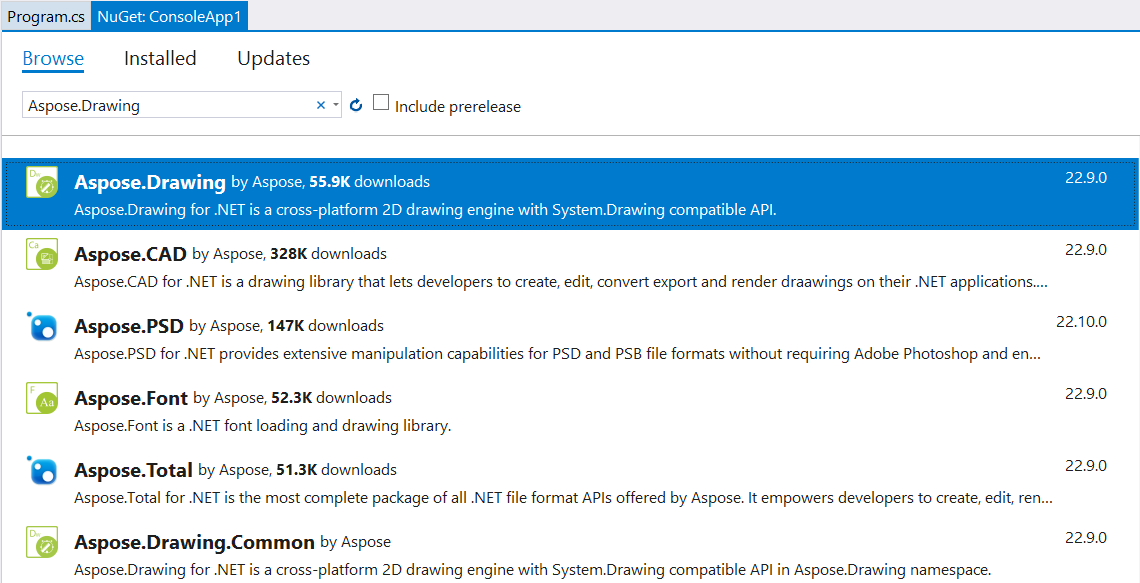 Program.cs NuGet: ConsoleApp1
Browse Installed Updates
Aspose.Drawing Include prerelease
Dn Aspose.Drawing by Aspose, 55.9K downloads 22.9.0
Aspose.Drawing for .NET is a cross-platform 2D drawing engine with System.Drawing compatible API.
Ca Aspose.CAD by Aspose, 328K downloads 22.9.0
Aspose.CAD for .NET is a drawing library that lets developers to create, edit, convert export and render draawings on their .NET applications....
Aspose.PSD by Aspose, 147K downloads 22.10.0
Aspose.PSD for .NET provides extensive manipulation capabilities for PSD and PSB file formats without requiring Adobe Photoshop and en...
F Aa Aspose.Font by Aspose, 52.3K downloads 22.9.0
Aspose.Font is a .NET font loading and drawing library.
Aspose.Total by Aspose, 51.3K downloads 22.9.0
Aspose.Total for .NET is the most complete package of all .NET file format APIs offered by Aspose. It empowers developers to create, edit, ren...
Dn Aspose.Drawing.Common by Aspose 22.9.0
Aspose.Drawing for .NET is a cross-platform 2D drawing engine with System.Drawing compatible API in Aspose.Drawing namespace.